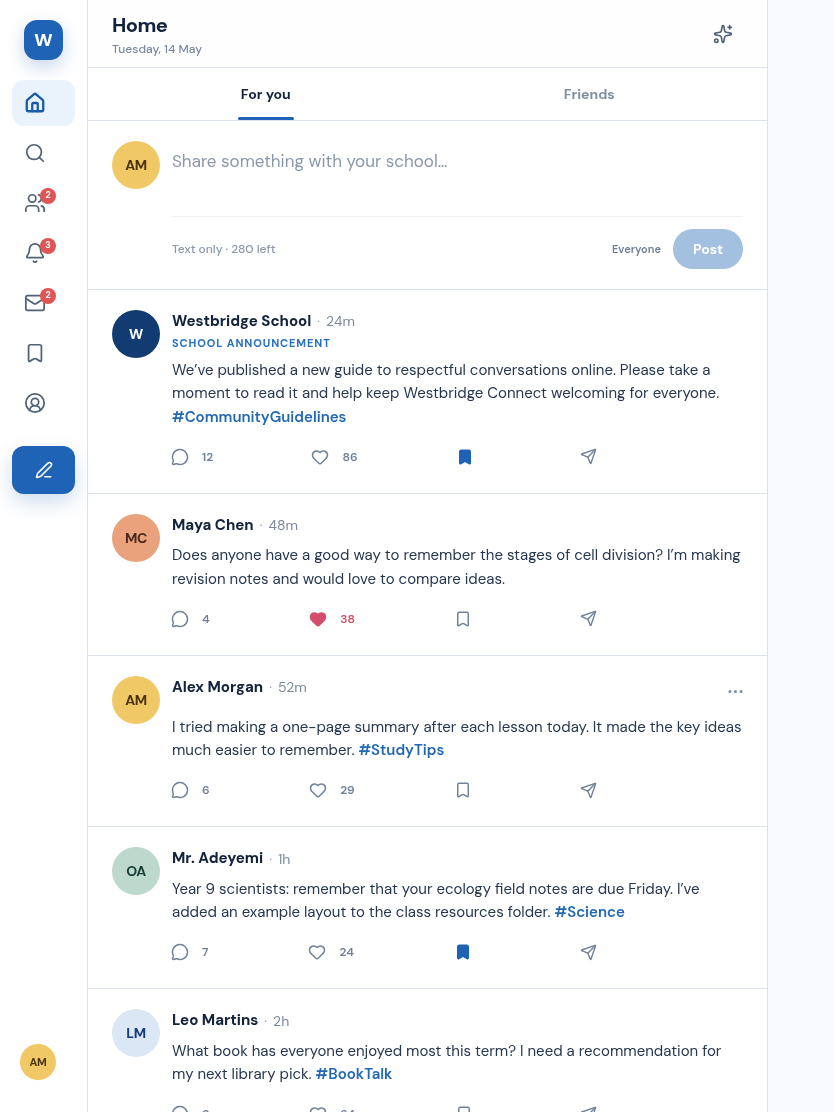 W
Home
Tuesday, 14 May
For you
Friends
2
3
2
AM
Share something with your school...
Text only · 280 left
Everyone
Post
W
Westbridge School · 24m
SCHOOL ANNOUNCEMENT
We’ve published a new guide to respectful conversations online. Please take a
moment to read it and help keep Westbridge Connect welcoming for everyone.
#CommunityGuidelines
12
86
MC
Maya Chen · 48m
Does anyone have a good way to remember the stages of cell division? I’m making
revision notes and would love to compare ideas.
4
38
AM
Alex Morgan · 52m
I tried making a one-page summary after each lesson today. It made the key ideas
much easier to remember. #StudyTips
6
29
OA
Mr. Adeyemi · 1h
Year 9 scientists: remember that your ecology field notes are due Friday. I’ve
added an example layout to the class resources folder. #Science
7
24
LM
Leo Martins · 2h
What book has everyone enjoyed most this term? I need a recommendation for
my next library pick. #BookTalk
AM